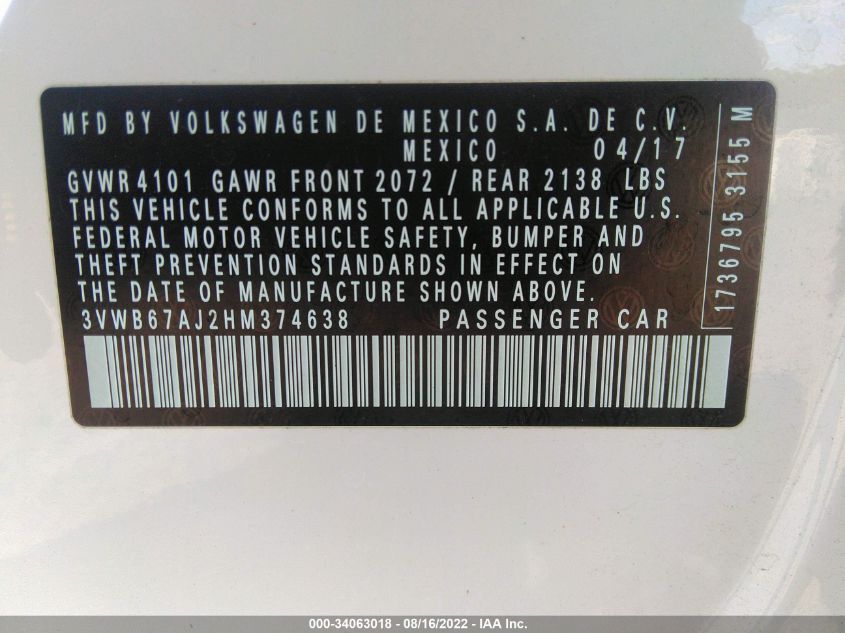 MFD BY VOLKSWAGEN DE MEXICO S.A. DE C.V.
MEXICO 04/17
GVWR 4101 GAWR FRONT 2072 / REAR 2138 LBS
THIS VEHICLE CONFORMS TO ALL APPLICABLE U.S.
FEDERAL MOTOR VEHICLE SAFETY, BUMPER AND
THEFT PREVENTION STANDARDS IN EFFECT ON
THE DATE OF MANUFACTURE SHOWN ABOVE.
3VWB67AJ2HM374638 PASSENGER CAR
1736795 3155 M
000-34063018 - 08/16/2022 - IAA Inc.